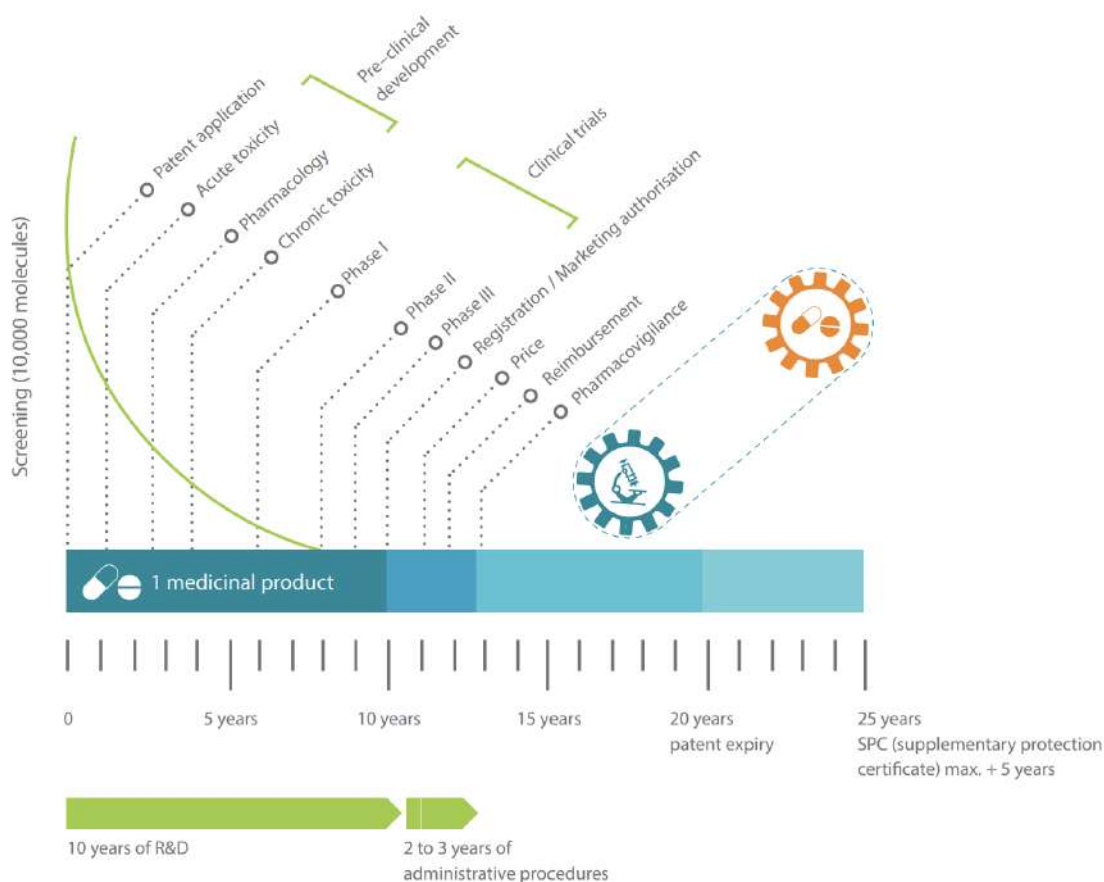 Pre–clinical
development
Clinical trials
Screening (10,000 molecules)
Patent application
Acute toxicity
Pharmacology
Chronic toxicity
Phase I
Phase II
Phase III
Registration / Marketing authorisation
Price
Reimbursement
Pharmacovigilance
1 medicinal product
0
5 years
10 years
15 years
20 years
patent expiry
25 years
SPC (supplementary protection
certificate) max. + 5 years
10 years of R&D
2 to 3 years of
administrative procedures